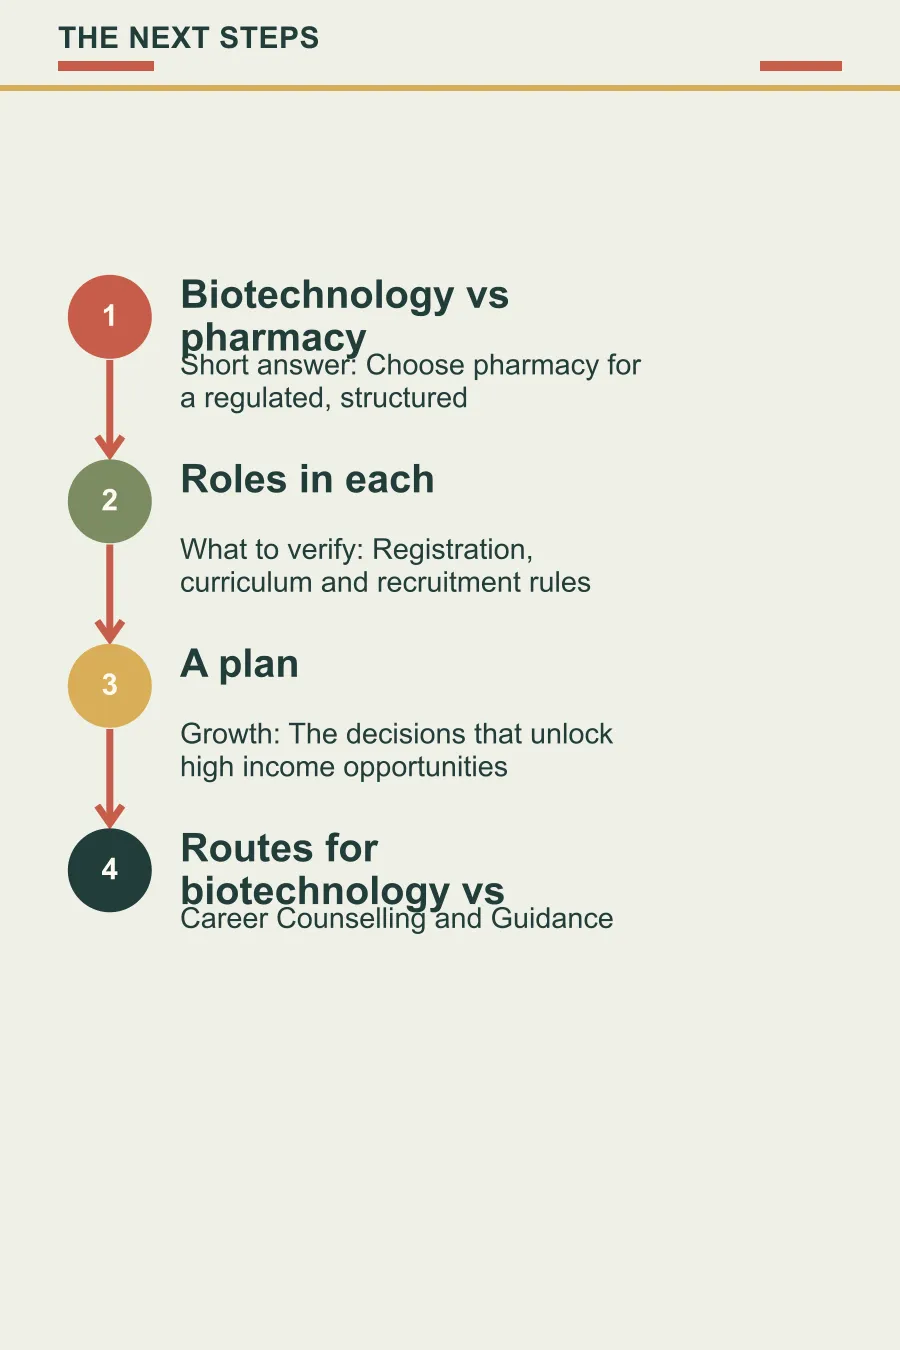 THE NEXT STEPS
1
Biotechnology vs
pharmacy
Short answer: Choose pharmacy for
a regulated, structured
2
Roles in each
What to verify: Registration,
curriculum and recruitment rules
3
A plan
Growth: The decisions that unlock
high income opportunities
4
Routes for
biotechnology vs
Career Counselling and Guidance